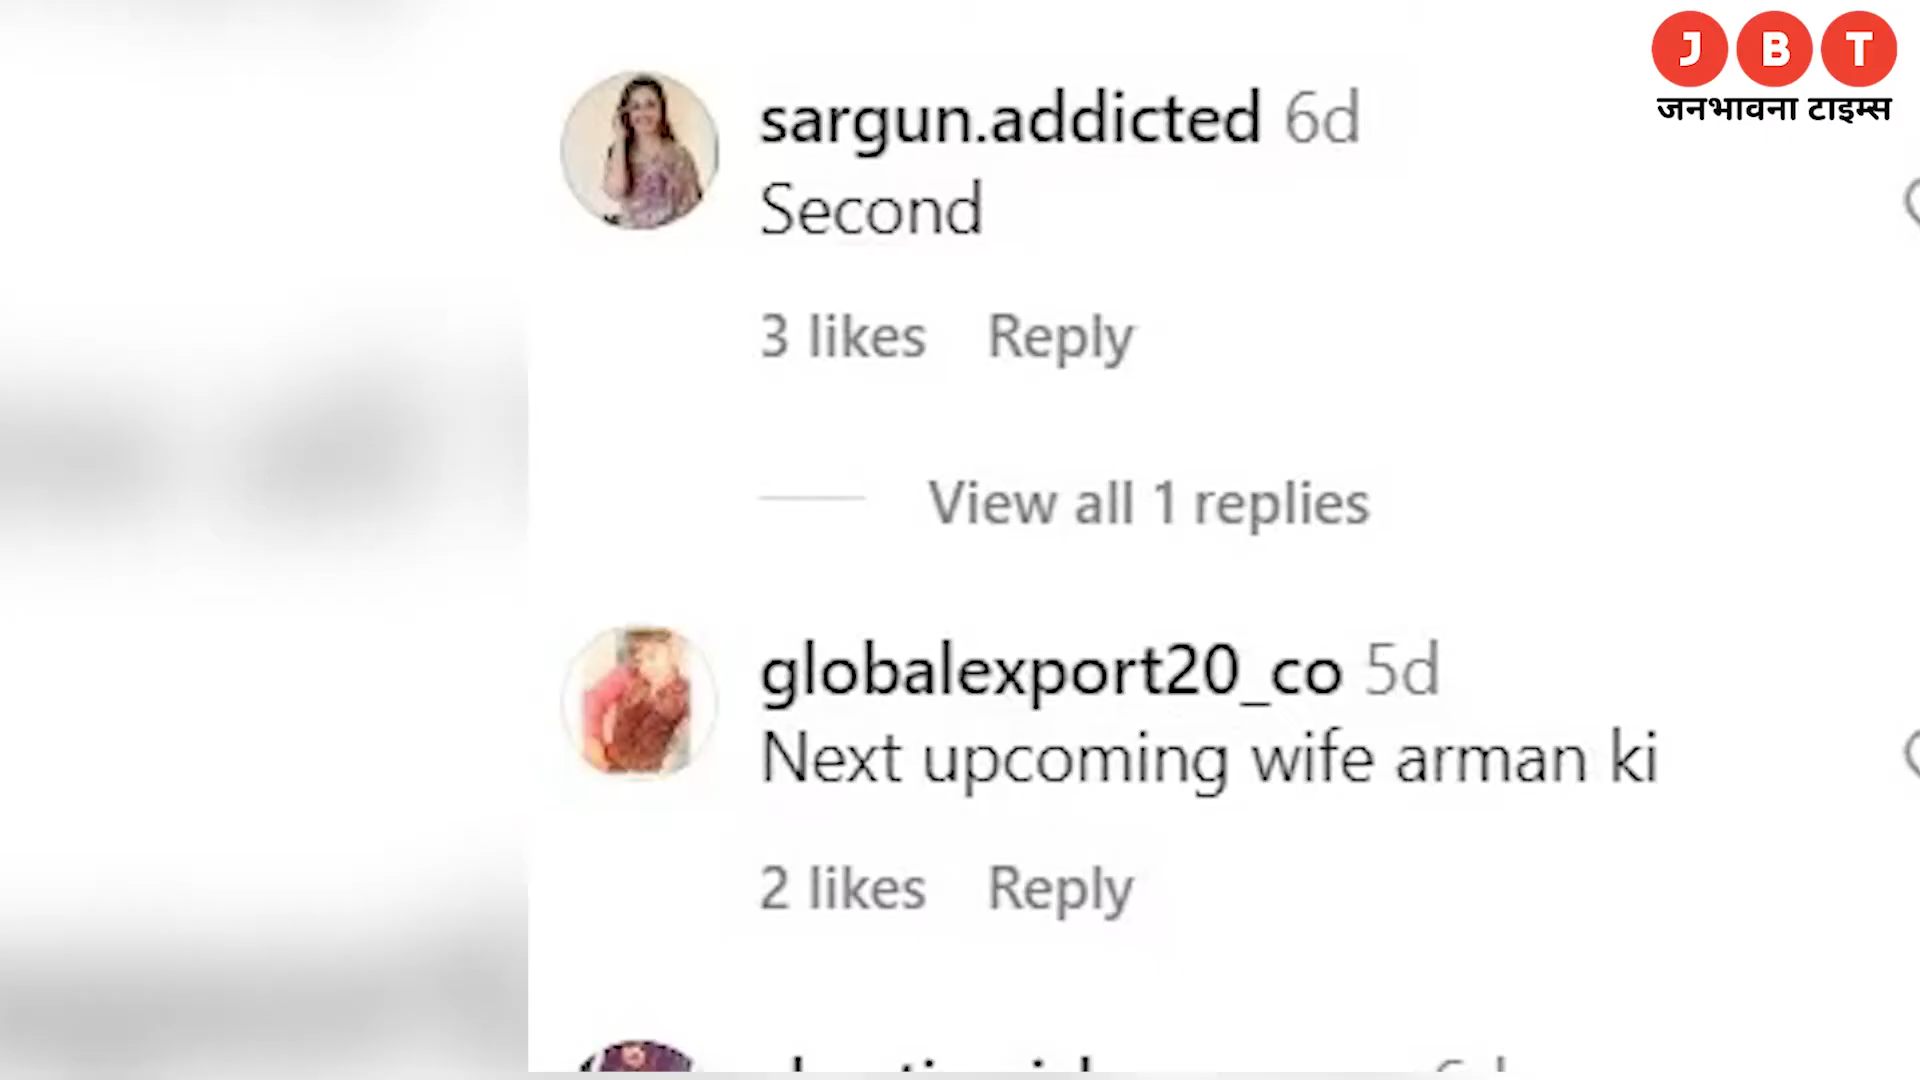 J B T
जनभावना टाइम्स
sargun.addicted 6d
Second
3 likes Reply
View all 1 replies
globalexport20_co 5d
Next upcoming wife arman ki
2 likes Reply